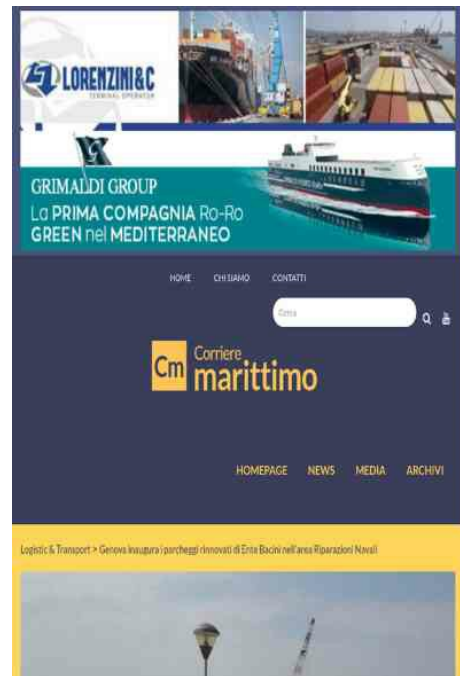 LORENZINI & C
TERMINAL OPERATOR
GRIMALDI GROUP
La PRIMA COMPAGNIA Ro-Ro
GREEN nel MEDITERRANEO
HOME CHI SIAMO CONTATTI
Cerca
Cm Corriere
marittimo
HOMEPAGE NEWS MEDIA ARCHIVI
Logistic & Transport > Genova inaugura i parcheggi rinnovati di Ente Bacini nell'area Riparazioni Navali